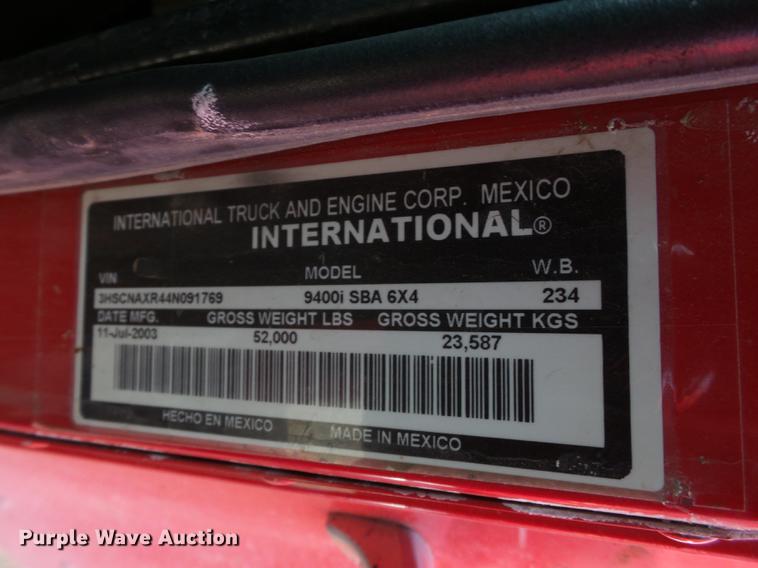 INTERNATIONAL TRUCK AND ENGINE CORP. MEXICO
INTERNATIONAL®
VIN MODEL W.B.
3HSCNAXR44N091769 9400i SBA 6X4 234
DATE MFG. GROSS WEIGHT LBS GROSS WEIGHT KGS
11-Jul-2003 52,000 23,587
HECHO EN MEXICO MADE IN MEXICO
Purple Wave Auction